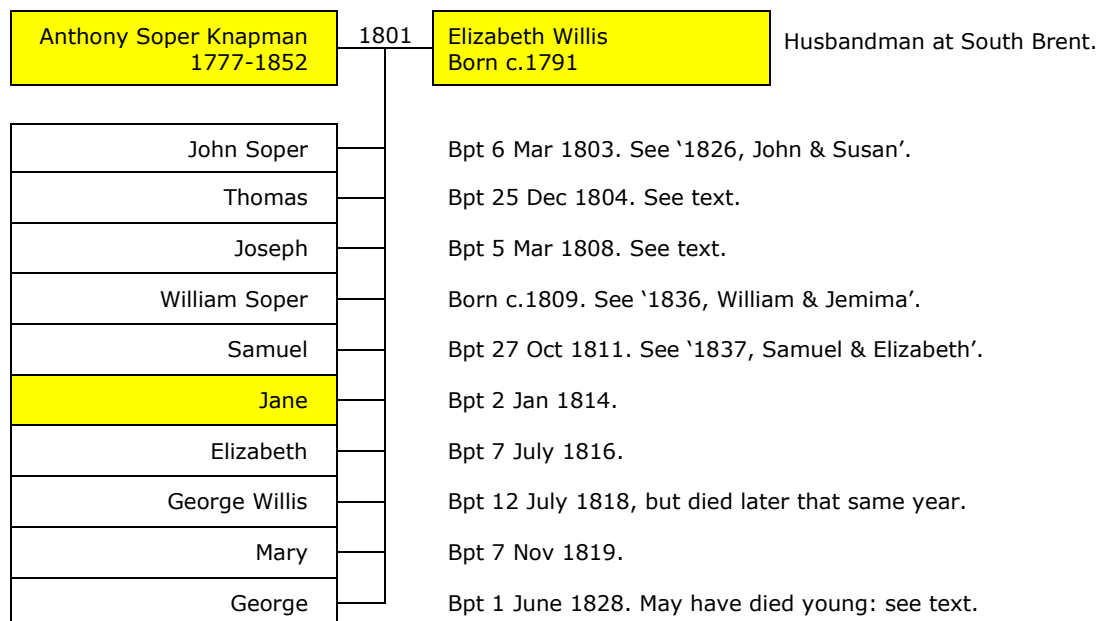 Anthony Soper Knapman 1801 Elizabeth Willis Husbandman at South Brent.
1777-1852 Born c.1791
John Soper Bpt 6 Mar 1803. See ‘1826, John & Susan’.
Thomas Bpt 25 Dec 1804. See text.
Joseph Bpt 5 Mar 1808. See text.
William Soper Born c.1809. See ‘1836, William & Jemima’.
Samuel Bpt 27 Oct 1811. See ‘1837, Samuel & Elizabeth’.
Jane Bpt 2 Jan 1814.
Elizabeth Bpt 7 July 1816.
George Willis Bpt 12 July 1818, but died later that same year.
Mary Bpt 7 Nov 1819.
George Bpt 1 June 1828. May have died young: see text.